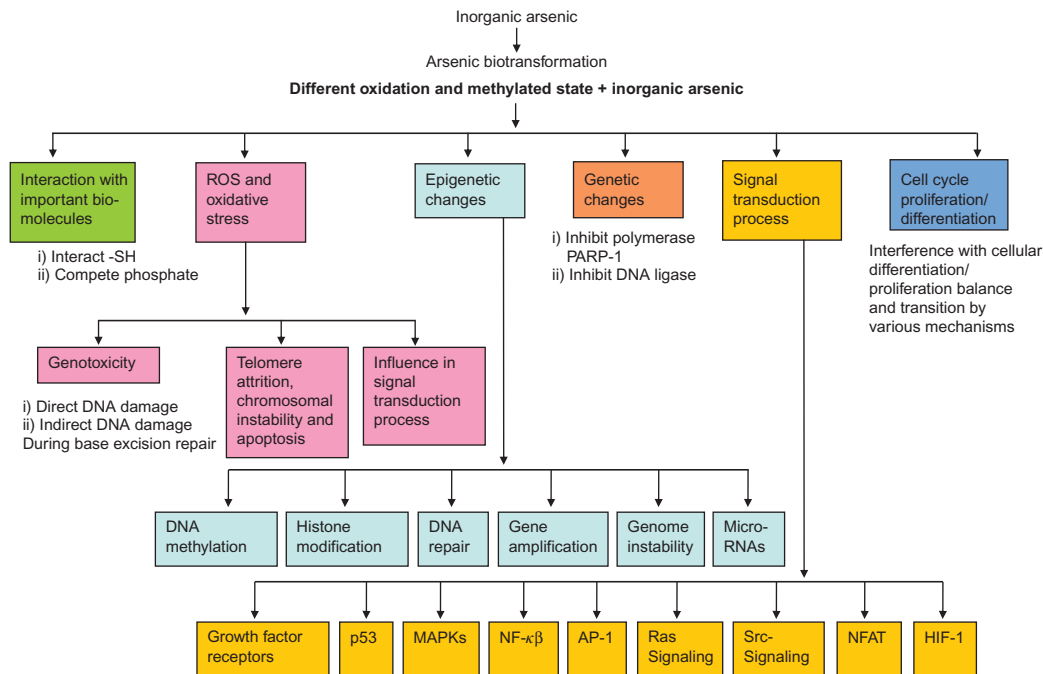 Inorganic arsenic
Arsenic biotransformation
Different oxidation and methylated state + inorganic arsenic
Interaction with
important bio-
molecules
i) Interact -SH
ii) Compete phosphate
ROS and
oxidative
stress
Epigenetic
changes
Genetic
changes
i) Inhibit polymerase
PARP-1
ii) Inhibit DNA ligase
Signal
transduction
process
Cell cycle
proliferation/
differentiation
Interference with cellular
differentiation/
proliferation balance
and transition by
various mechanisms
Genotoxicity
i) Direct DNA damage
ii) Indirect DNA damage
During base excision repair
Telomere
attrition,
chromosomal
instability and
apoptosis
Influence in
signal
transduction
process
DNA
methylation
Histone
modification
DNA
repair
Gene
amplification
Genome
instability
Micro-
RNAs
Growth factor
receptors
p53
MAPKs
NF-κβ
AP-1
Ras
Signaling
Src-
Signaling
NFAT
HIF-1